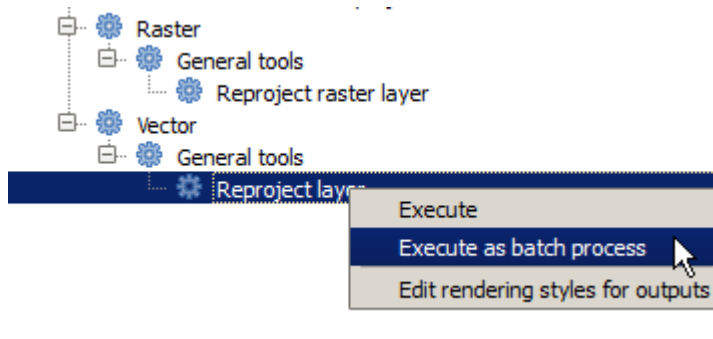 Raster
General tools
Reproject raster layer
Vector
General tools
Reproject layer
Execute
Execute as batch process
Edit rendering styles for outputs